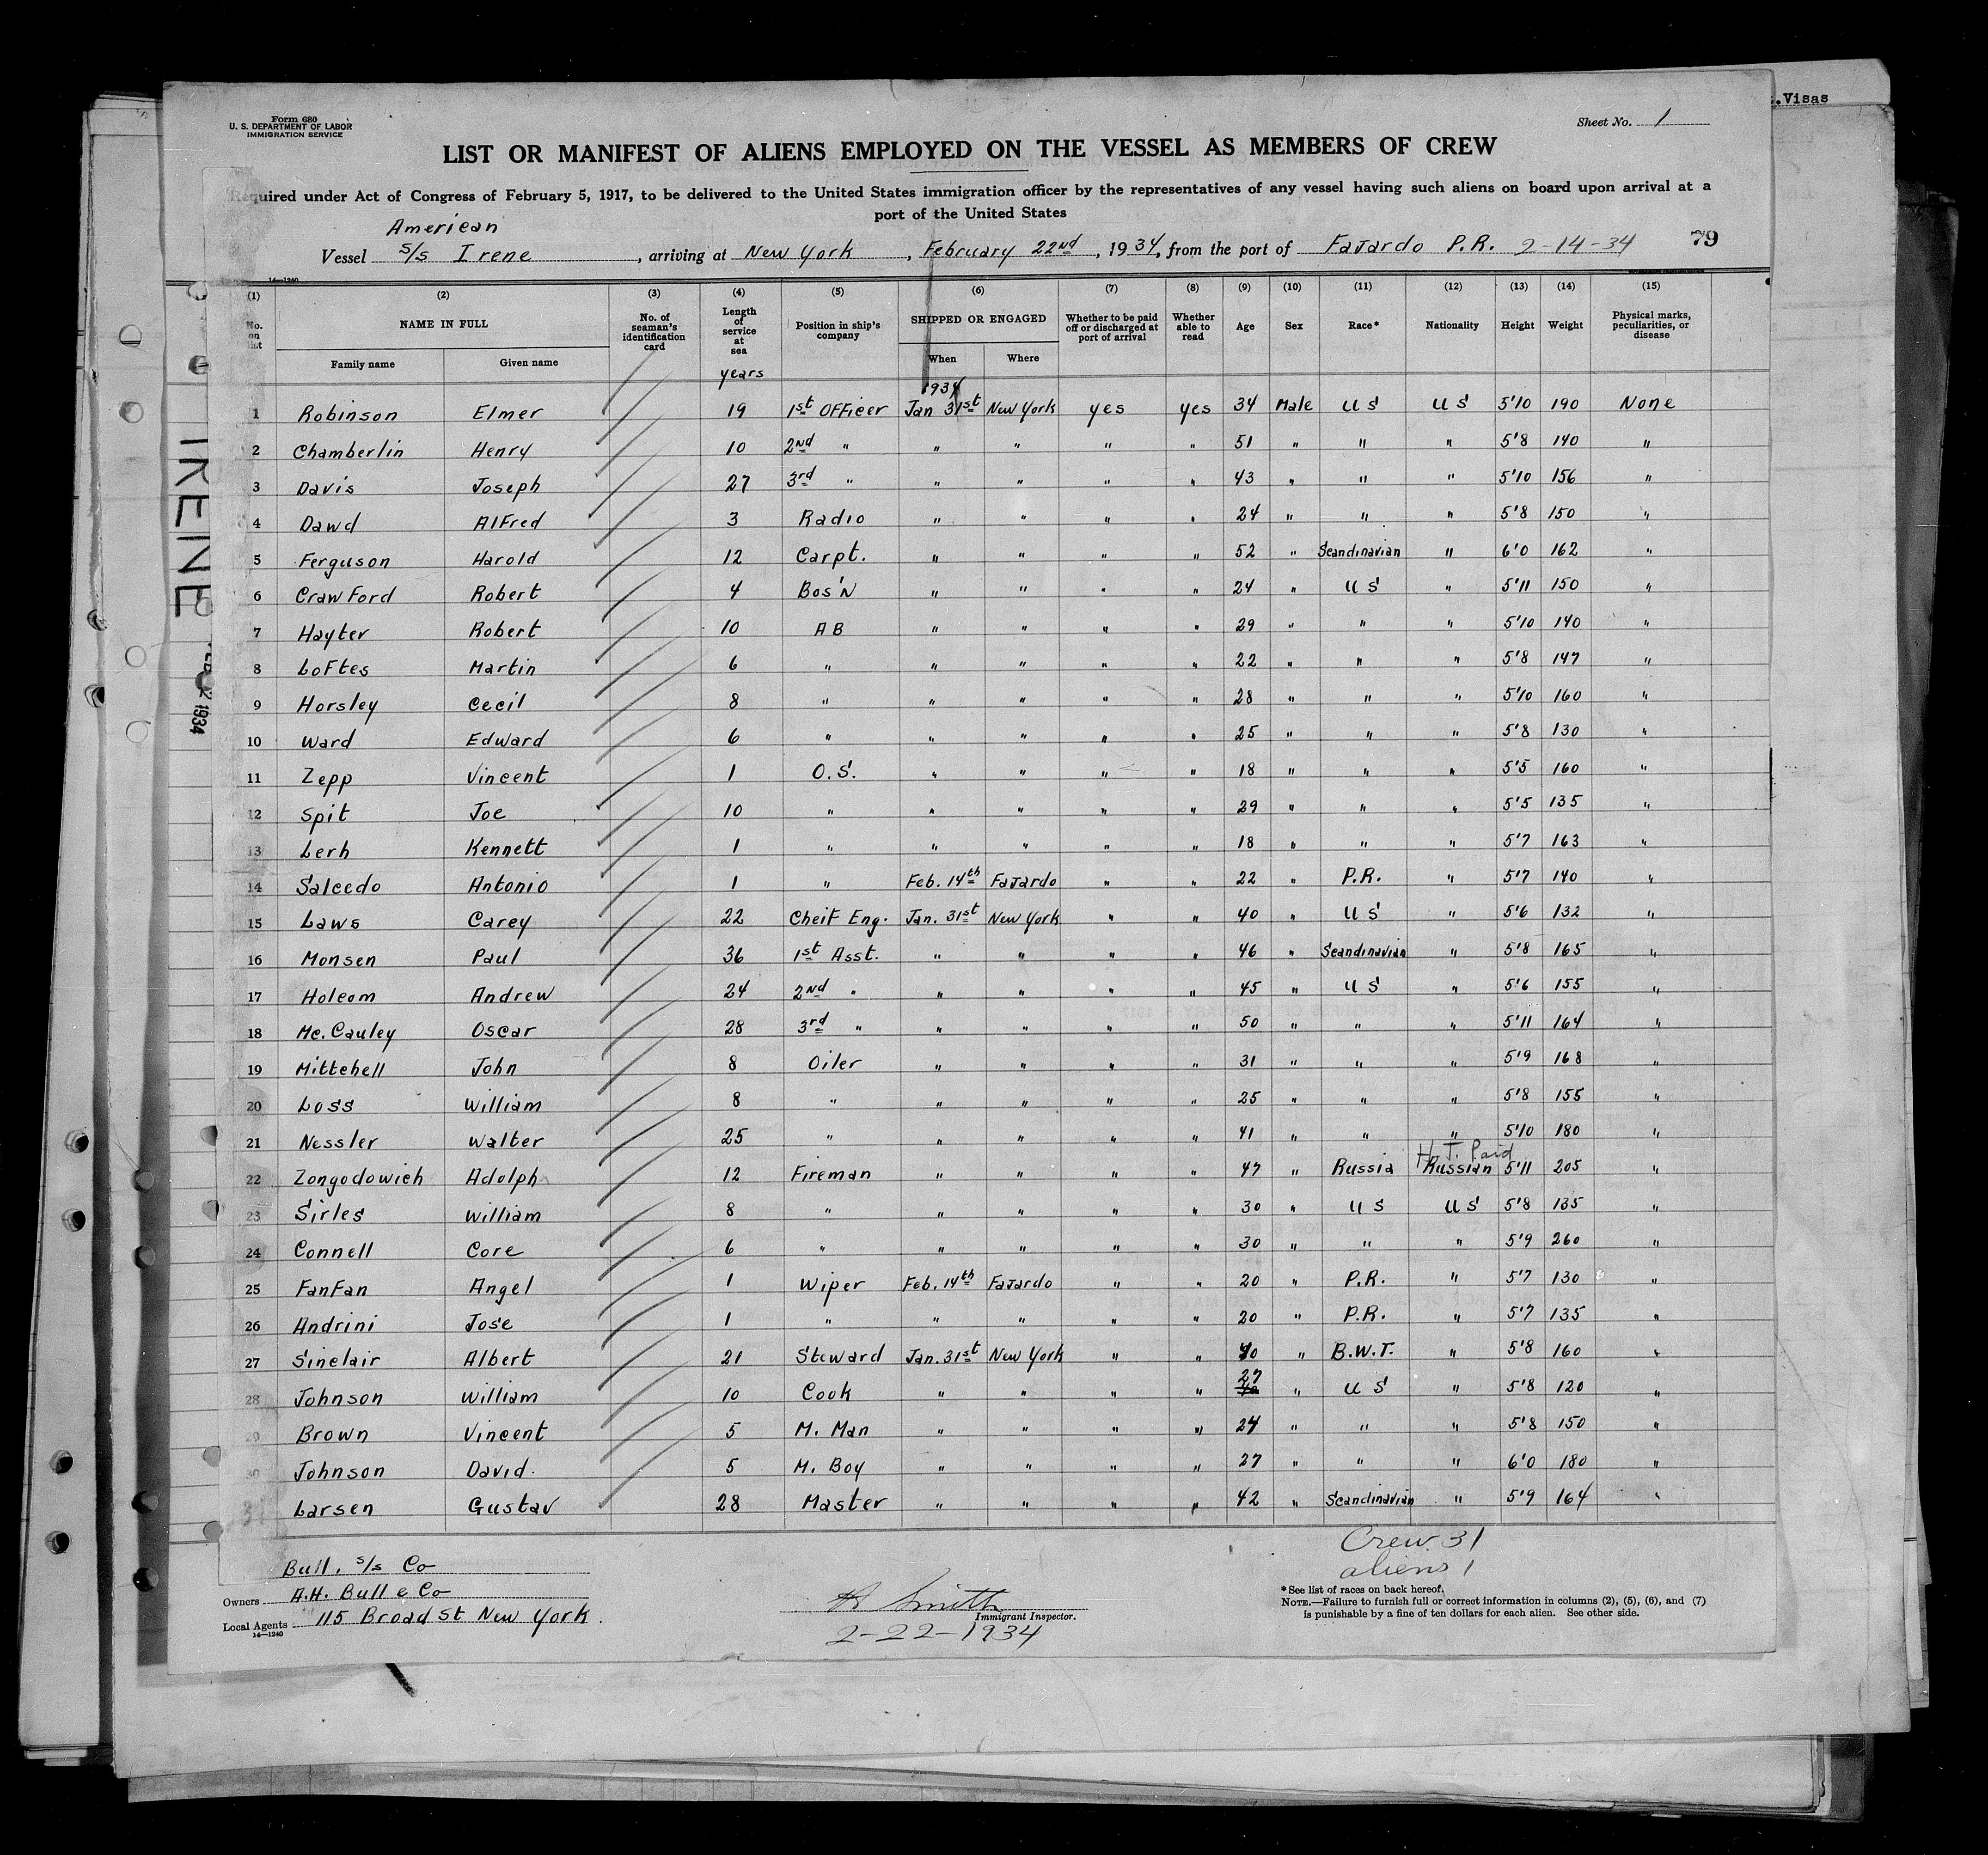 Form 680
U. S. DEPARTMENT OF LABOR
IMMIGRATION SERVICE
Visas
Sheet No. 1
LIST OR MANIFEST OF ALIENS EMPLOYED ON THE VESSEL AS MEMBERS OF CREW
Required under Act of Congress of February 5, 1917, to be delivered to the United States immigration officer by the representatives of any vessel having such aliens on board upon arrival at a
port of the United States
American
Vessel S/S Irene, arriving at New York, February 22nd, 1934, from the port of Fajardo P.R. 2-14-34 79
14—1240
(1) (2) (3) (4) (5) (6) (7) (8) (9) (10) (11) (12) (13) (14) (15)
No. on list NAME IN FULL Family name Given name No. of seaman's identification card Length of service at sea years Position in ship's company SHIPPED OR ENGAGED When Where Whether to be paid off or discharged at port of arrival Whether able to read Age Sex Race* Nationality Height Weight Physical marks, peculiarities, or disease
1934
1 Robinson Elmer 19 1st Officer Jan 31st New York yes yes 34 Male U S U S 5'10 190 None
2 Chamberlin Henry 10 2nd " " " " " 51 " " " 5'8 140 "
3 Davis Joseph 27 3rd " " " " " 43 " " " 5'10 156 "
4 Dawd Alfred 3 Radio " " " " 24 " " " 5'8 150 "
5 Ferguson Harold 12 Carpt. " " " " 52 " Scandinavian " 6'0 162 "
6 Crawford Robert 4 Bos'n " " " " 24 " U S " 5'11 150 "
7 Hayter Robert 10 A B " " " " 29 " " " 5'10 140 "
8 Loftes Martin 6 " " " " " 22 " " " 5'8 147 "
9 Horsley Cecil 8 " " " " " 28 " " " 5'10 160 "
10 Ward Edward 6 " " " " " 25 " " " 5'8 130 "
11 Zepp Vincent 1 O.S. " " " " 18 " " " 5'5 160 "
12 Spit Joe 10 " " " " " 29 " " " 5'5 135 "
13 Lerh Kennett 1 " " " " " 18 " " " 5'7 163 "
14 Salcedo Antonio 1 " Feb. 14th Fajardo " " 22 " P.R. " 5'7 140 "
15 Laws Carey 22 Cheif Eng. Jan. 31st New York " " 40 " U S " 5'6 132 "
16 Monsen Paul 36 1st Asst. " " " " 46 " Scandinavian " 5'8 165 "
17 Holcom Andrew 24 2nd " " " " " 45 " U S " 5'6 155 "
18 Mc. Cauley Oscar 28 3rd " " " " " 50 " " " 5'11 164 "
19 Mittchell John 8 Oiler " " " " 31 " " " 5'9 168 "
20 Loss William 8 " " " " " 25 " " " 5'8 155 "
21 Nessler Walter 25 " " " " " 41 " " " 5'10 180 "
H. T. Paid
22 Zongodowich Adolph 12 Fireman " " " " 47 " Russia Russian 5'11 205 "
23 Sirles William 8 " " " " " 30 " U S U S 5'8 135 "
24 Connell Core 6 " " " " " 30 " " " 5'9 260 "
25 FanFan Angel 1 Wiper Feb. 14th Fajardo " " 20 " P.R. " 5'7 130 "
26 Andrini Jose 1 " " " " " 20 " P.R. " 5'7 135 "
27 Sinclair Albert 21 Steward Jan. 31st New York " " 40 " B.W.I. " 5'8 160 "
28 Johnson William 10 Cook " " " " 27 " U S " 5'8 120 "
29 Brown Vincent 5 M. Man " " " " 24 " " " 5'8 150 "
30 Johnson David. 5 M. Boy " " " " 27 " " " 6'0 180 "
31 Larsen Gustav 28 Master " " " " 42 " Scandinavian " 5'9 164 "
IRENE
1934
Crew 31
aliens 1
Bull. S/S Co
Owners A.H. Bull & Co
Local Agents 115 Broad St New York.
14—1240
Smith
Immigrant Inspector.
2-22-1934
*See list of races on back hereof.
NOTE.—Failure to furnish full or correct information in columns (2), (5), (6), and (7)
is punishable by a fine of ten dollars for each alien. See other side.